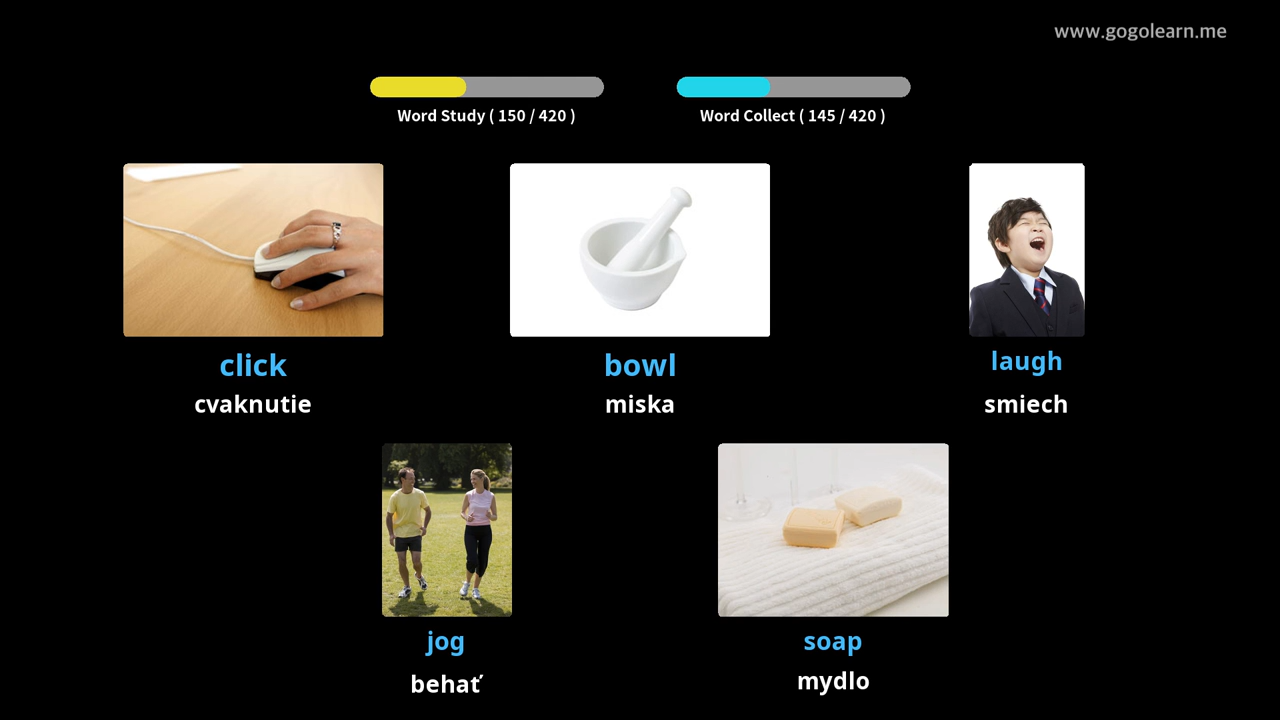 www.gogolearn.me
Word Study ( 150 / 420 )
Word Collect ( 145 / 420 )
click
cvaknutie
bowl
miska
laugh
smiech
jog
behať
soap
mydlo